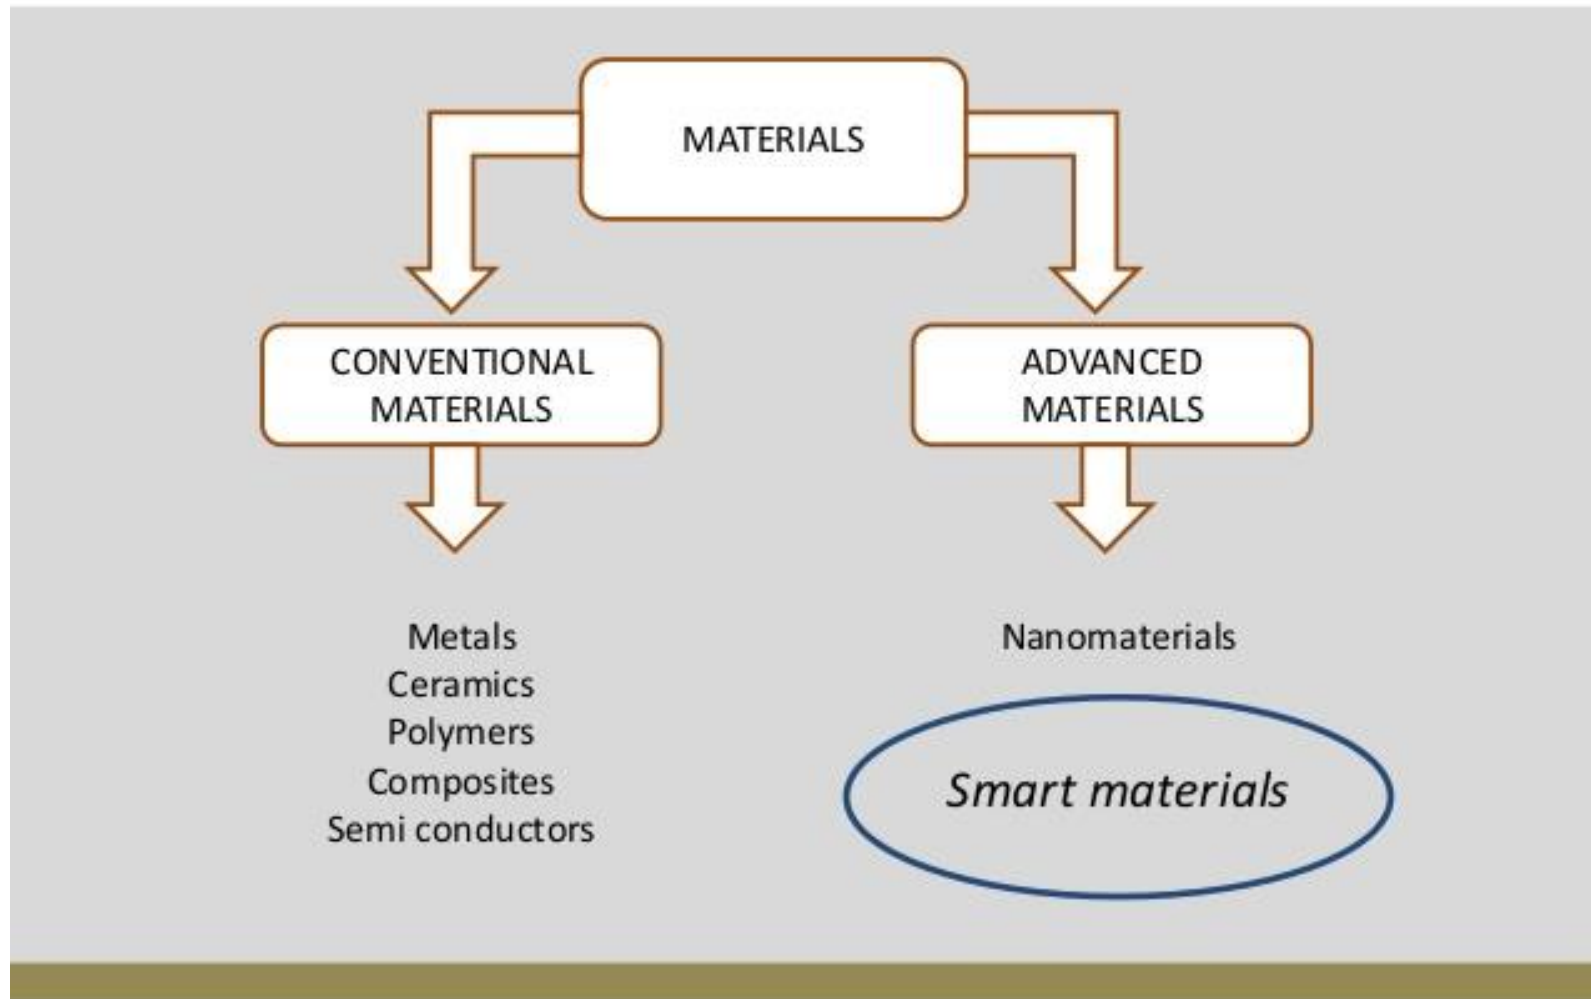 MATERIALS
CONVENTIONAL
MATERIALS
ADVANCED
MATERIALS
Metals
Ceramics
Polymers
Composites
Semi conductors
Nanomaterials
Smart materials